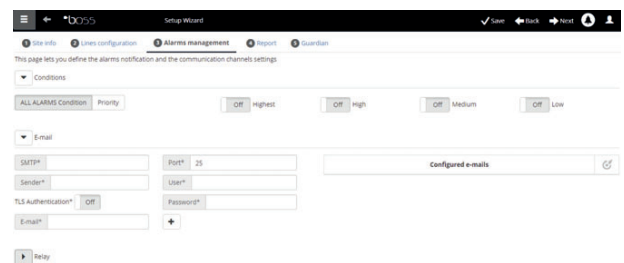 boss Setup Wizard Save Back Next
1 Site info 2 Lines configuration 3 Alarms management 4 Report 5 Guardian
This page lets you define the alarms notification and the communication channels settings
Conditions
ALL ALARMS Condition Priority Off Highest Off High Off Medium Off Low
E-mail
SMTP* Port* 25 Configured e-mails
Sender* User*
TLS Authentication* Off Password*
E-mail* +
Relay